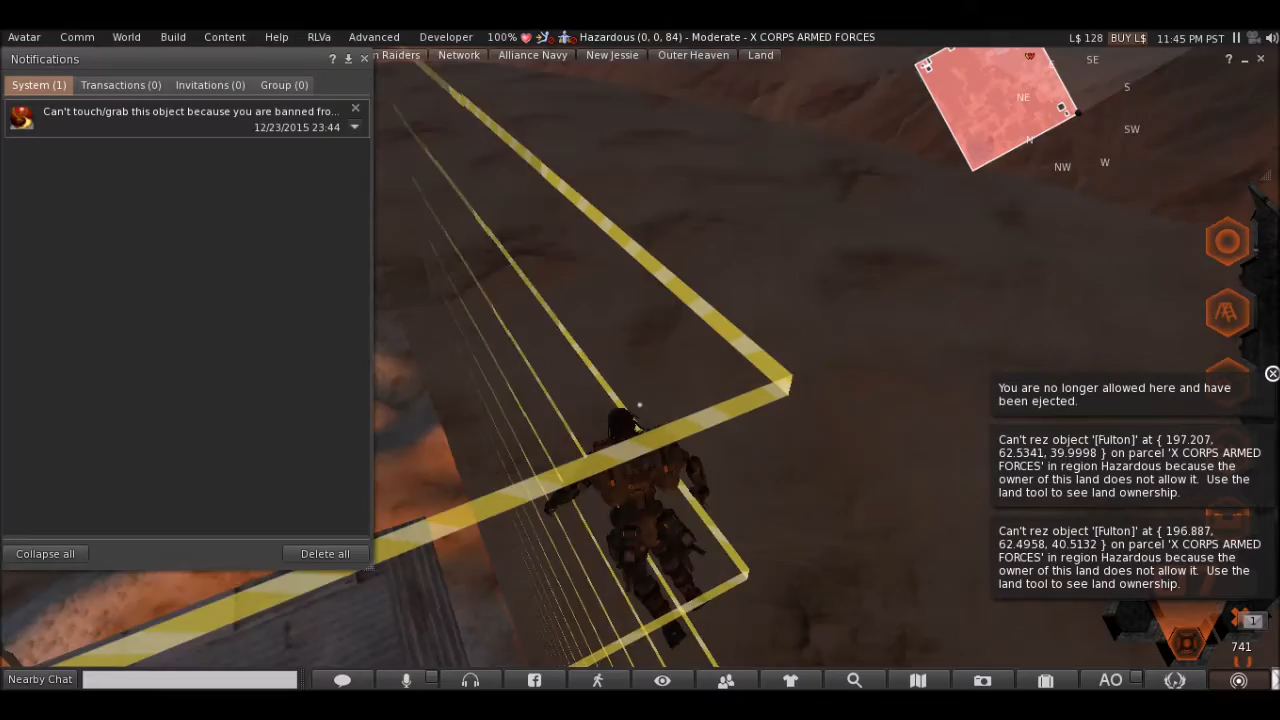 Avatar Comm World Build Content Help RLVa Advanced Developer 100% Hazardous (0, 0, 84) - Moderate - X CORPS ARMED FORCES L$ 128 BUY L$ 11:45 PM PST
Notifications
n Raiders Network Alliance Navy New Jessie Outer Heaven Land
System (1) Transactions (0) Invitations (0) Group (0)
Can't touch/grab this object because you are banned fro...
12/23/2015 23:44
SE
S
NE
SW
N
NW
W
You are no longer allowed here and have
been ejected.
Can't rez object '[Fulton]' at { 197.207,
62.5341, 39.9998 } on parcel 'X CORPS ARMED
FORCES' in region Hazardous because the
owner of this land does not allow it. Use the
land tool to see land ownership.
Can't rez object '[Fulton]' at { 196.887,
62.4958, 40.5132 } on parcel 'X CORPS ARMED
FORCES' in region Hazardous because the
owner of this land does not allow it. Use the
land tool to see land ownership.
Collapse all Delete all
1
741
Nearby Chat AO